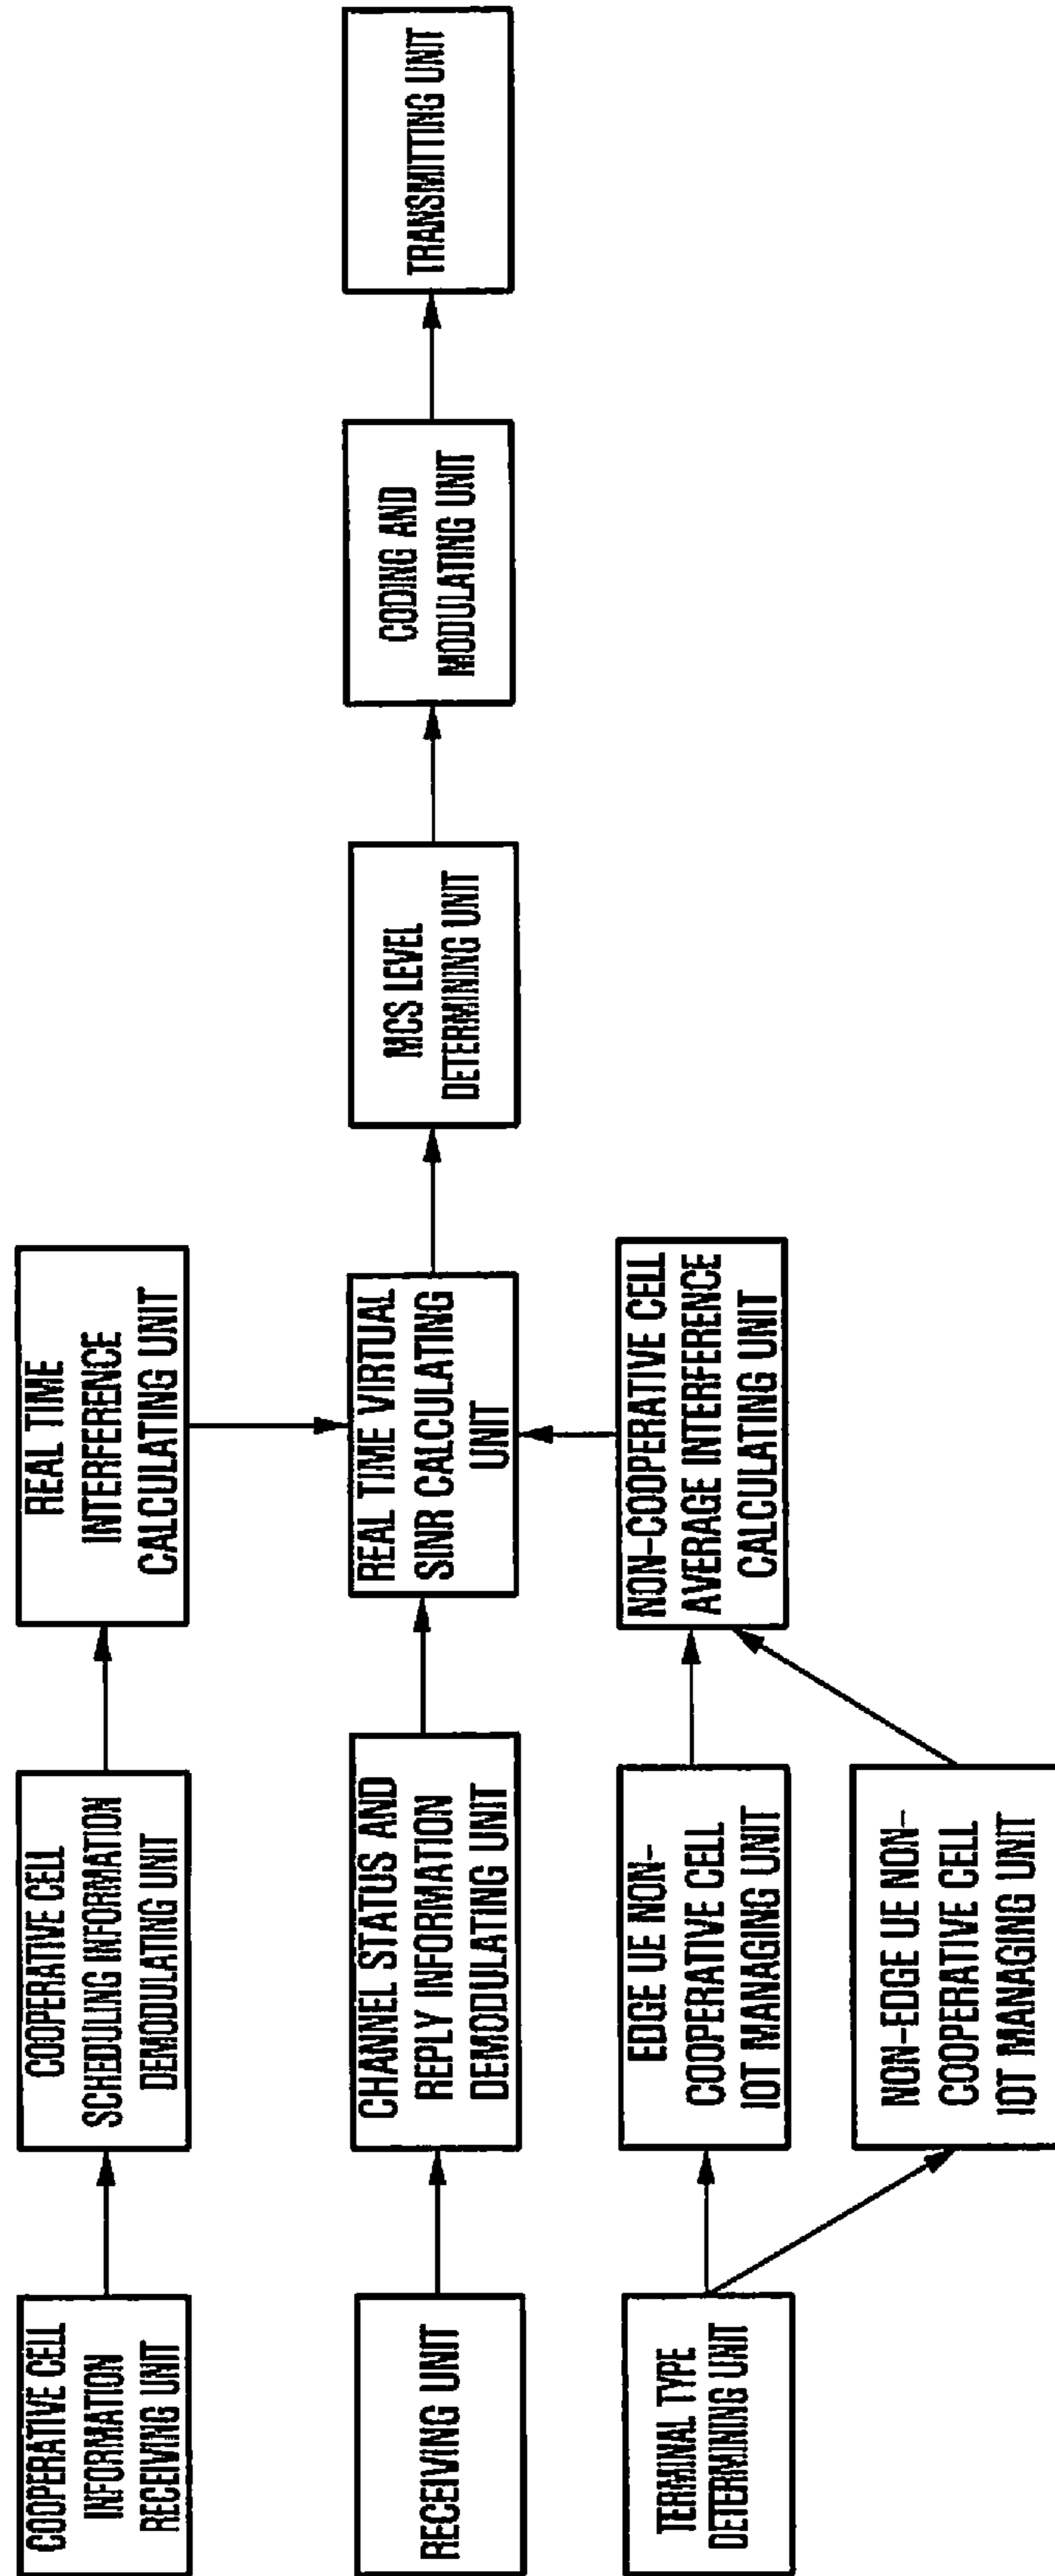 COOPERATIVE CELL
INFORMATION
RECEIVING UNIT
COOPERATIVE CELL
SCHEDULING INFORMATION
DEMODULATING UNIT
REAL TIME
INTERFERENCE
CALCULATING UNIT
RECEIVING UNIT
CHANNEL STATUS AND
REPLY INFORMATION
DEMODULATING UNIT
REAL TIME VIRTUAL
SINR CALCULATING
UNIT
MCS LEVEL
DETERMINING UNIT
CODING AND
MODULATING UNIT
TRANSMITTING UNIT
TERMINAL TYPE
DETERMINING UNIT
EDGE UE NON-
COOPERATIVE CELL
IOT MANAGING UNIT
NON-COOPERATIVE CELL
AVERAGE INTERFERENCE
CALCULATING UNIT
NON-EDGE UE NON-
COOPERATIVE CELL
IOT MANAGING UNIT